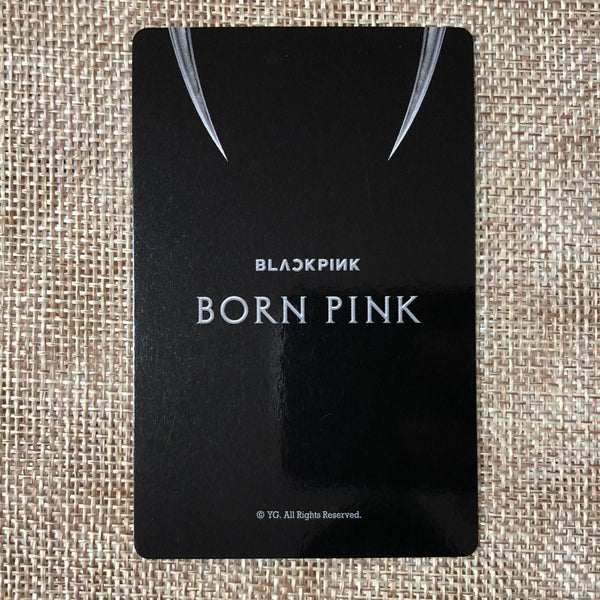 BLACKPINK
BORN PINK
© YG. All Rights Reserved.